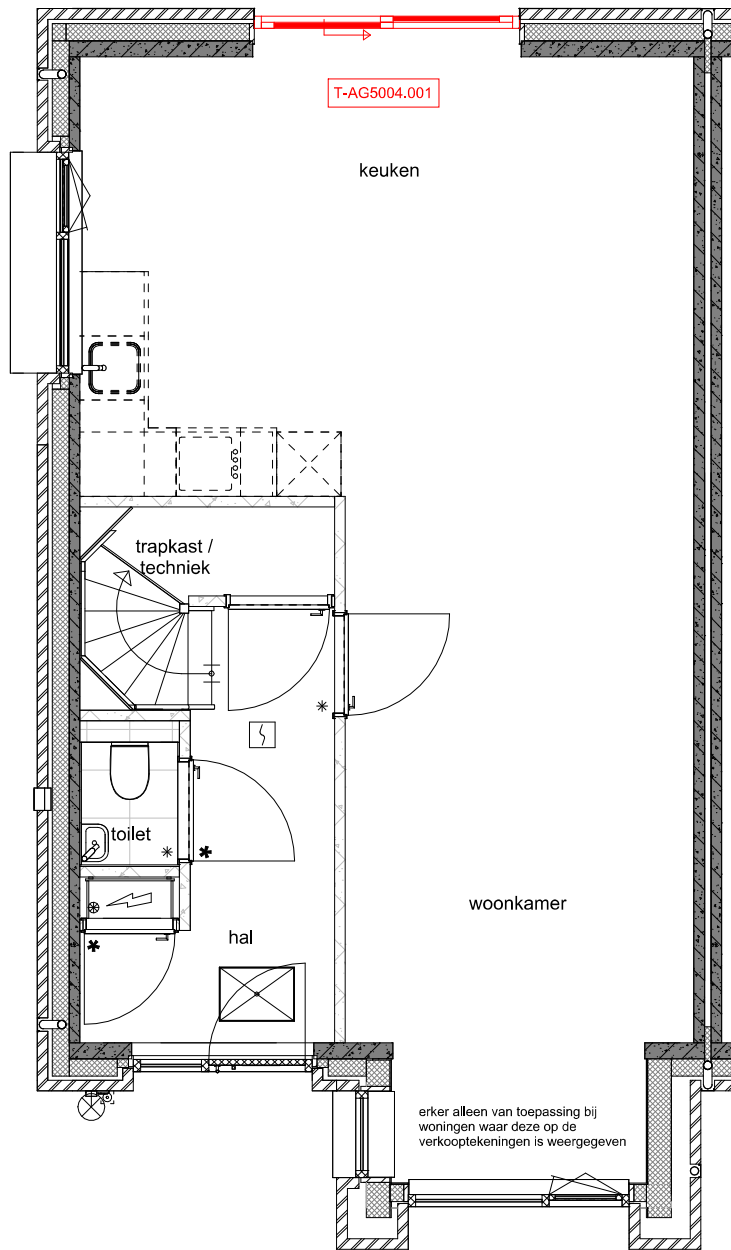 T-AG5004.001
keuken
trapkast /
techniek
toilet
woonkamer
hal
erker alleen van toepassing bij
woningen waar deze op de
verkooptekeningen is weergegeven